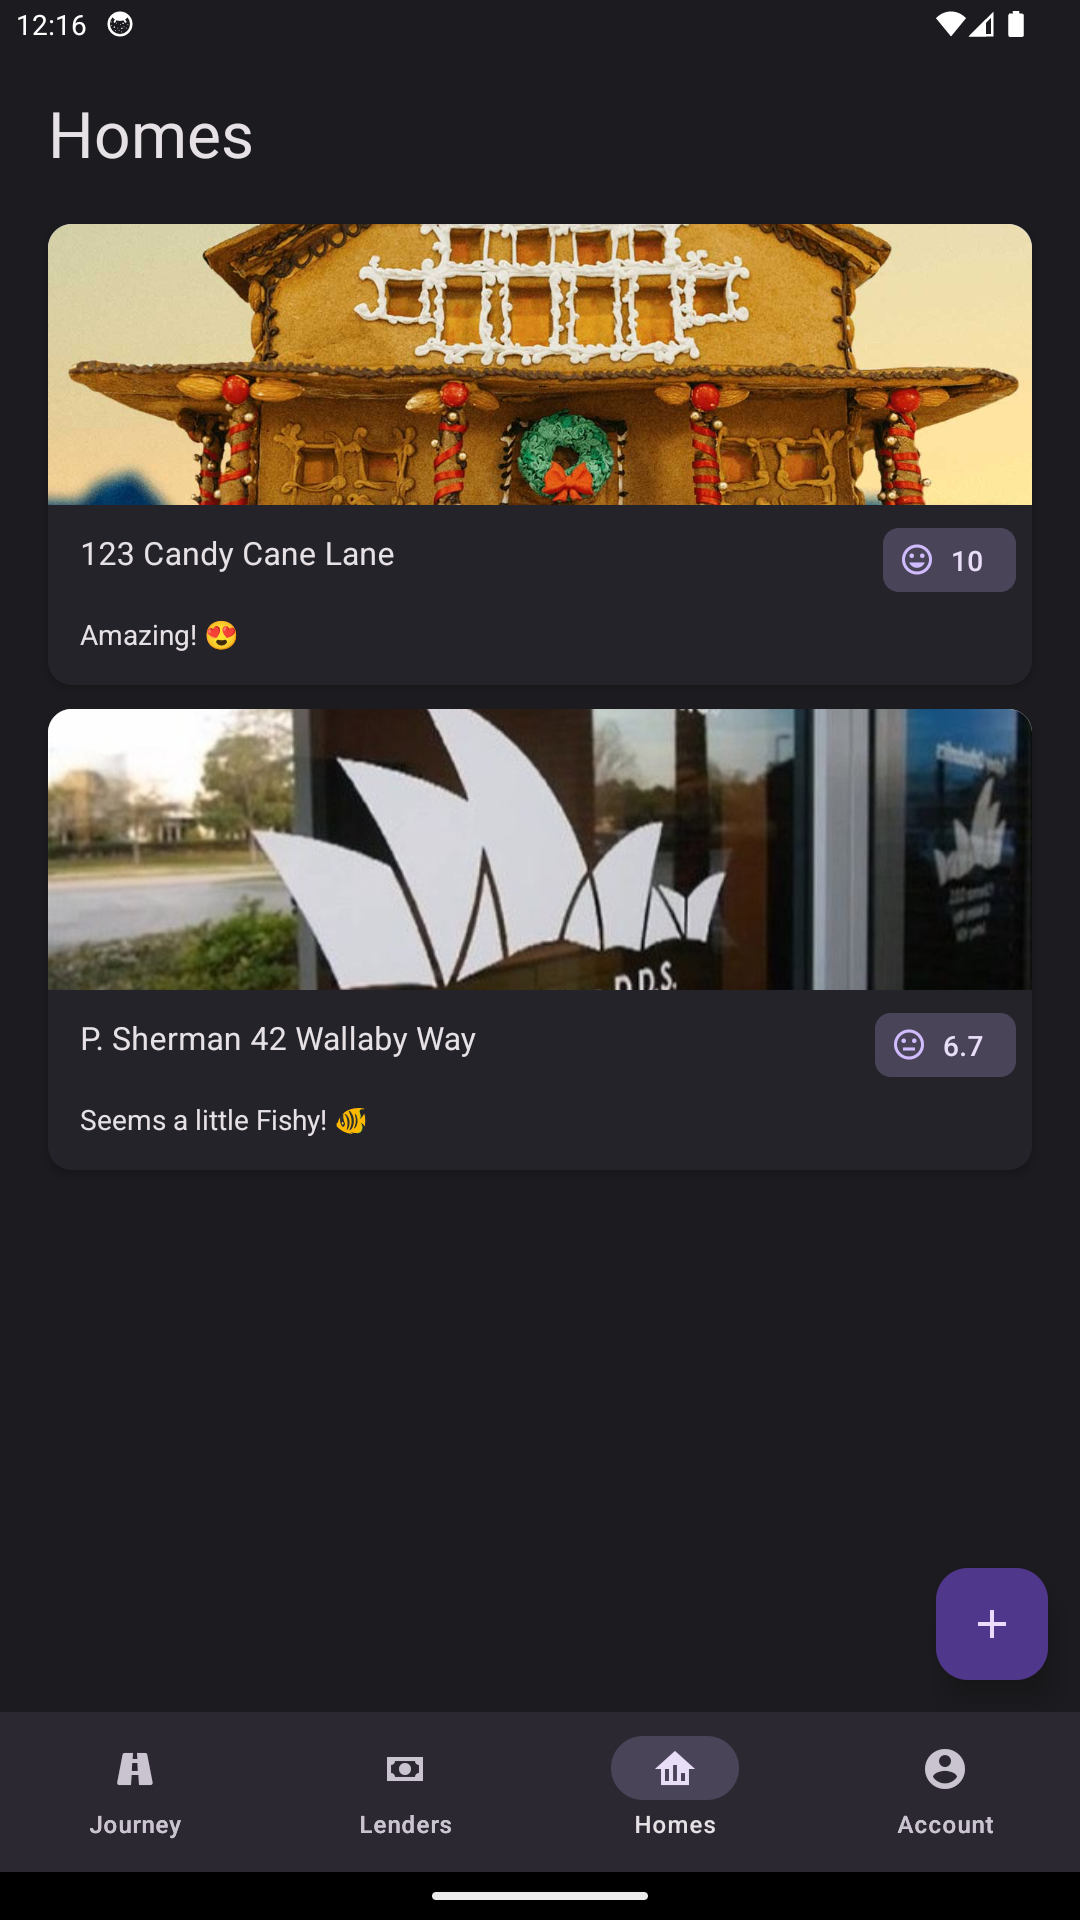 12:16
Homes
123 Candy Cane Lane
10
Amazing! 😍
D.D.S.
P. Sherman 42 Wallaby Way
6.7
Seems a little Fishy! 🐠
Journey
Lenders
Homes
Account